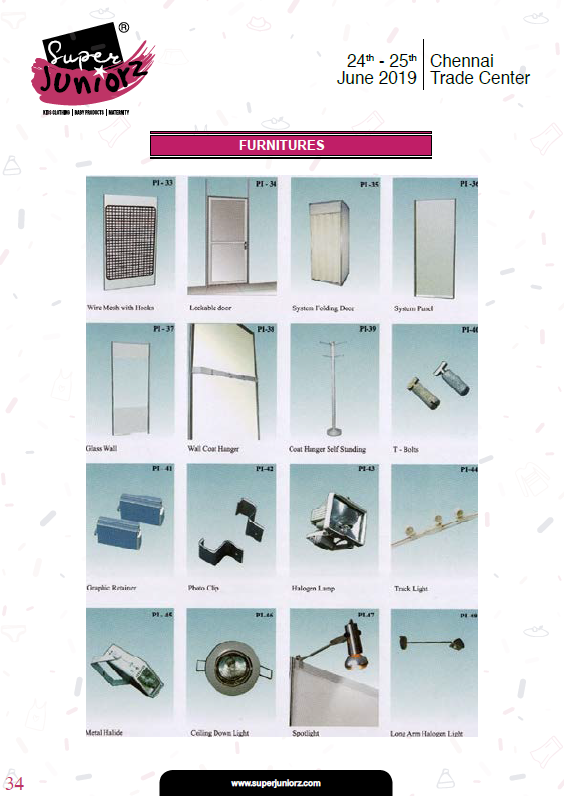 Super
Juniorz
®
KIDS CLOTHING | BABY PRODUCTS | MATERNITY
24th - 25th
June 2019
Chennai
Trade Center
FURNITURES
PI - 33
PI - 34
PI - 35
PI - 36
Wire Mesh with Hooks
Lockable door
System Folding Door
System Panel
PI - 37
PI-38
PI-39
PI-40
Glass Wall
Wall Coat Hanger
Coat Hanger Self Standing
T - Bolts
PI - 41
PI-42
PI-43
PI-44
Graphic Retainer
Photo Clip
Halogen Lamp
Track Light
PI - 45
PI-46
PI-47
PI-48
Metal Halide
Ceiling Down Light
Spotlight
Long Arm Halogen Light
34
www.superjuniorz.com